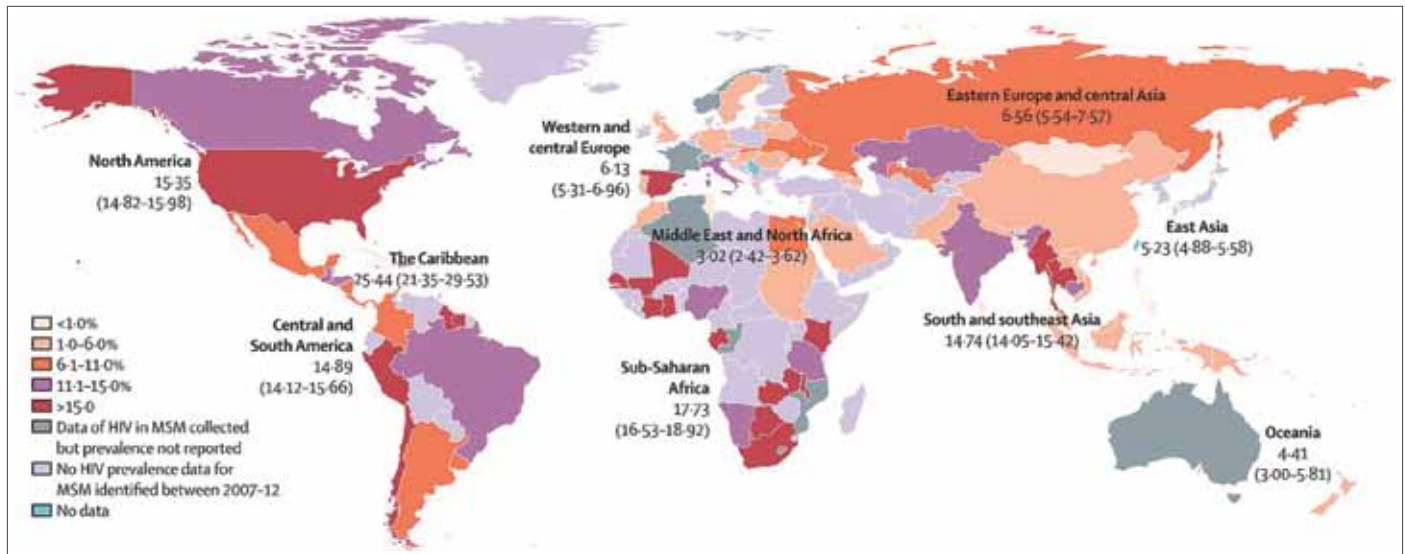 Eastern Europe and central Asia
6·56 (5·54–7·57)
Western and
central Europe
6·13
(5·31–6·96)
North America
15·35
(14·82–15·98)
Middle East and North Africa
3·02 (2·42–3·62)
East Asia
5·23 (4·88–5·58)
The Caribbean
25·44 (21·35–29·53)
Central and
South America
14·89
(14·12–15·66)
South and southeast Asia
14·74 (14·05–15·42)
Sub-Saharan
Africa
17·73
(16·53–18·92)
Oceania
4·41
(3·00–5·81)
<1·0%
1·0–6·0%
6·1–11·0%
11·1–15·0%
>15·0
Data of HIV in MSM collected
but prevalence not reported
No HIV prevalence data for
MSM identified between 2007–12
No data